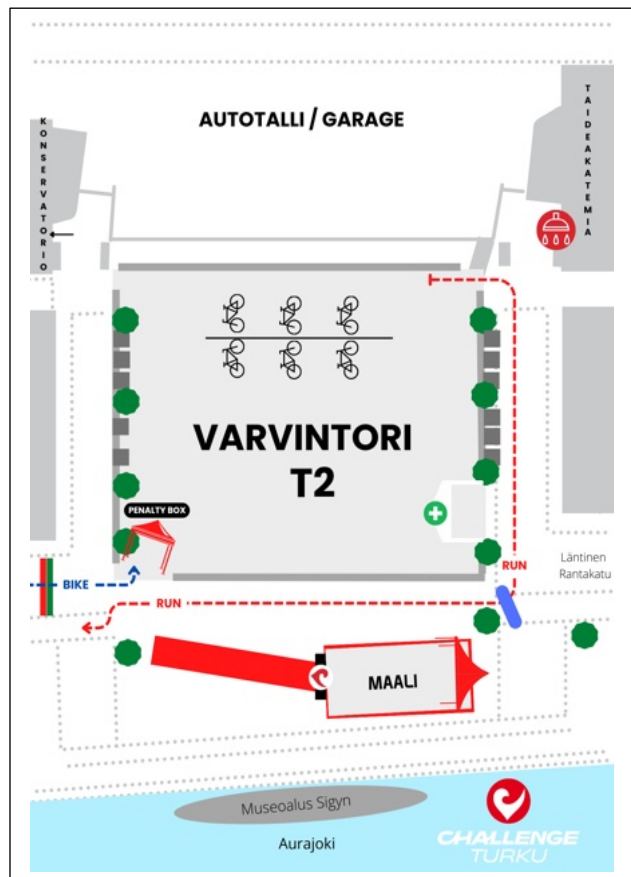 AUTOTALLI / GARAGE
KONSERVATORIO
TAIDEAKATEMIA
VARVINTORI
T2
PENALTY BOX
BIKE
RUN
RUN
Läntinen
Rantakatu
MAALI
Museoalus Sigyn
Aurajoki
CHALLENGE
TURKU